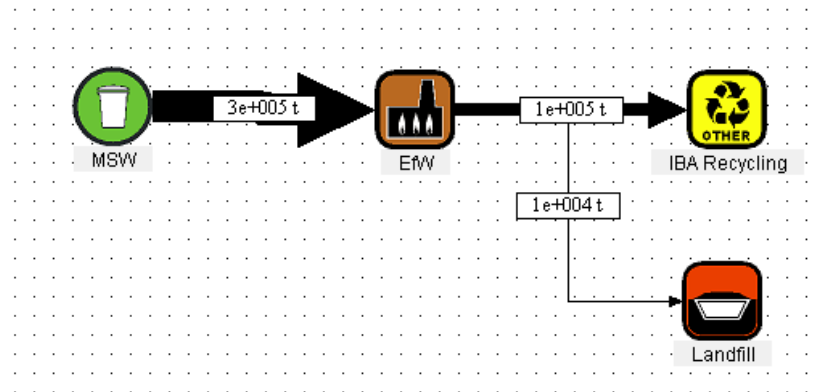 3e+005 t
1e+005 t
OTHER
MSW
EfW
IBA Recycling
1e+004 t
Landfill